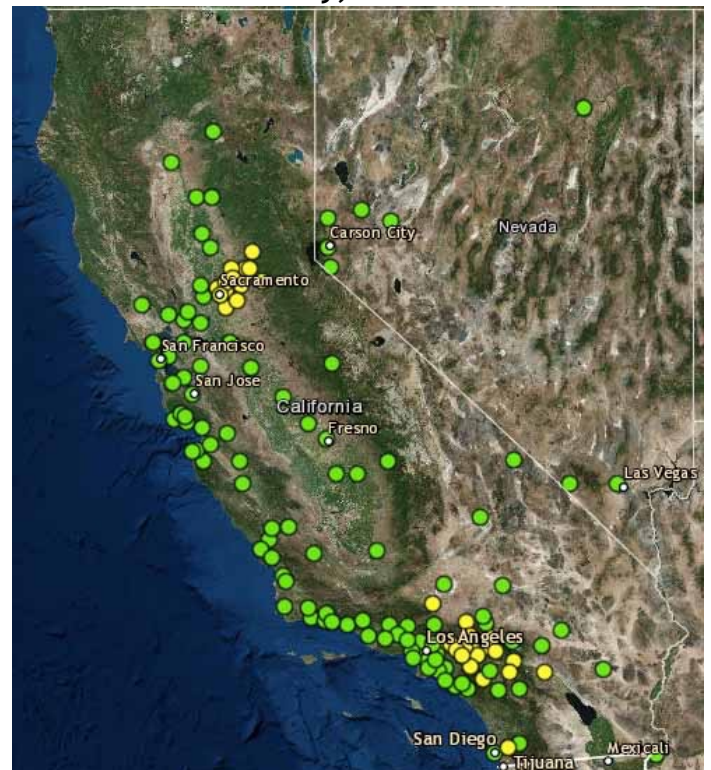 Nevada
Carson City
Sacramento
San Francisco
San Jose
California
Fresno
Las Vegas
Los Angeles
San Diego
Mexicali
Tijuana